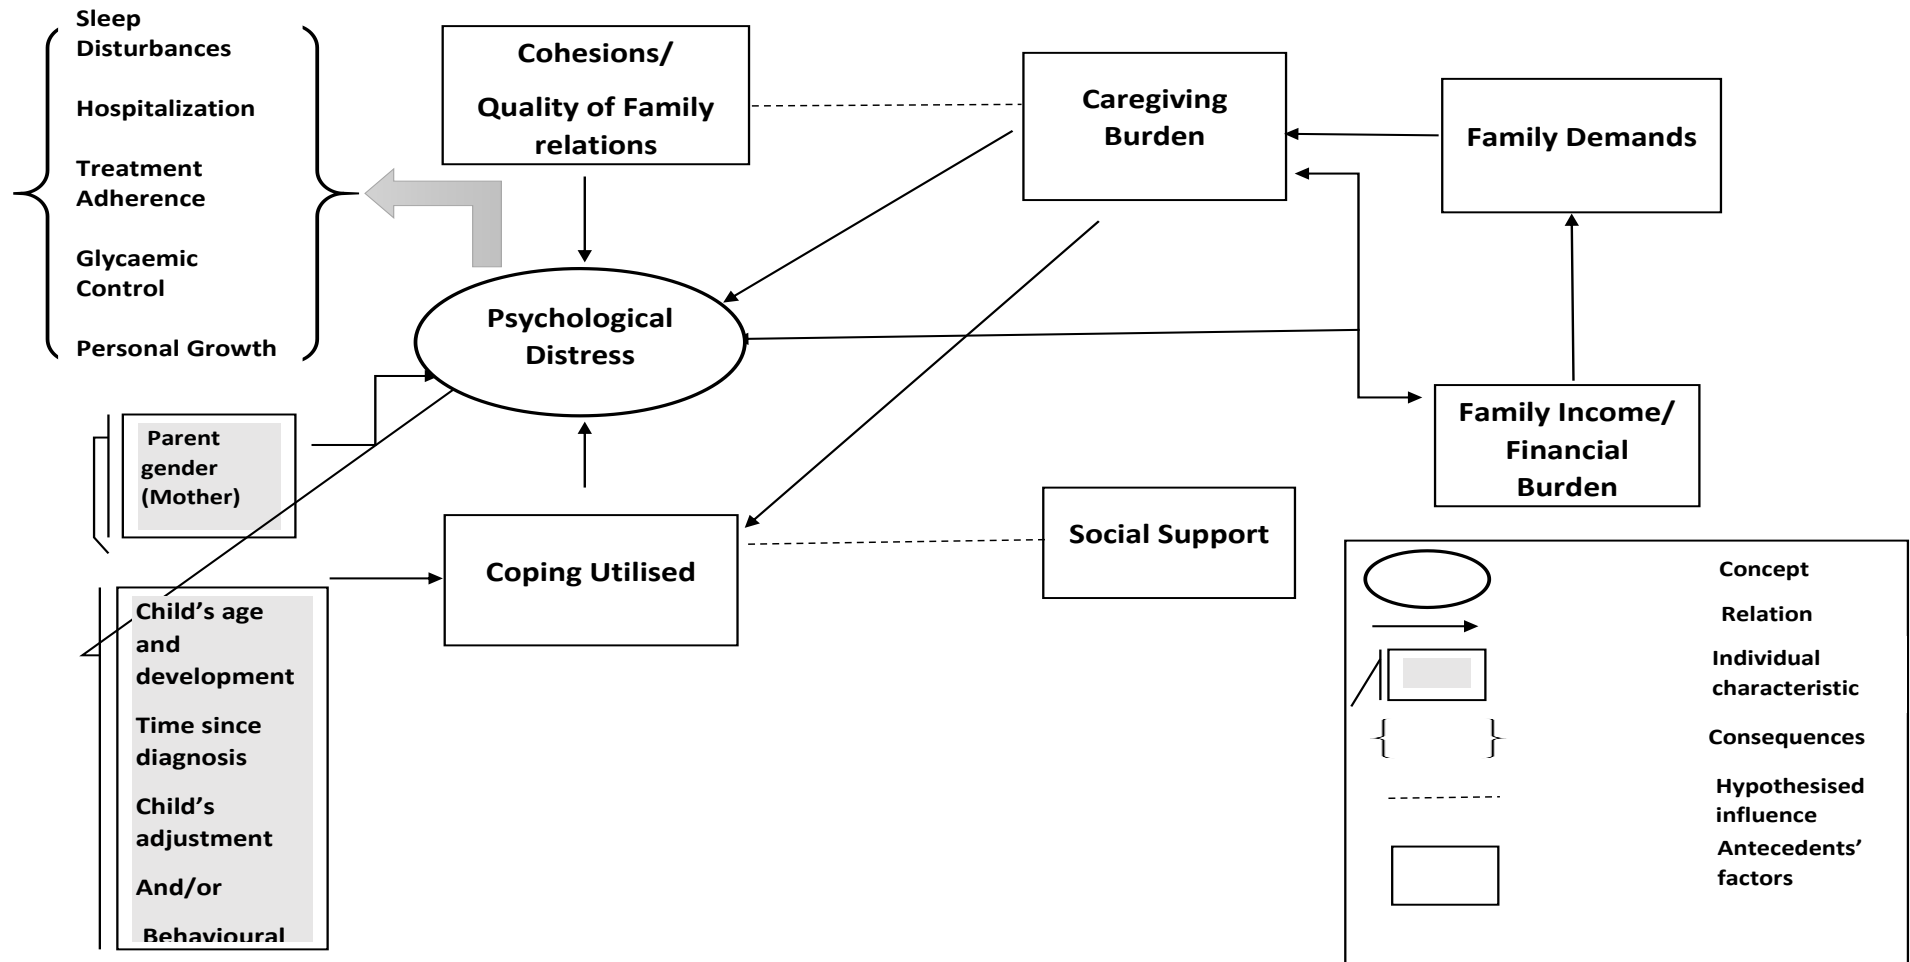 Sleep
Disturbances
Hospitalization
Treatment
Adherence
Glycaemic
Control
Personal Growth
Cohesions/
Quality of Family
relations
Caregiving
Burden
Family Demands
Psychological
Distress
Family Income/
Financial
Burden
Parent
gender
(Mother)
Coping Utilised
Social Support
Child’s age
and
development
Time since
diagnosis
Child’s
adjustment
And/or
Behavioural
Concept
Relation
Individual
characteristic
Consequences
Hypothesised
influence
Antecedents’
factors